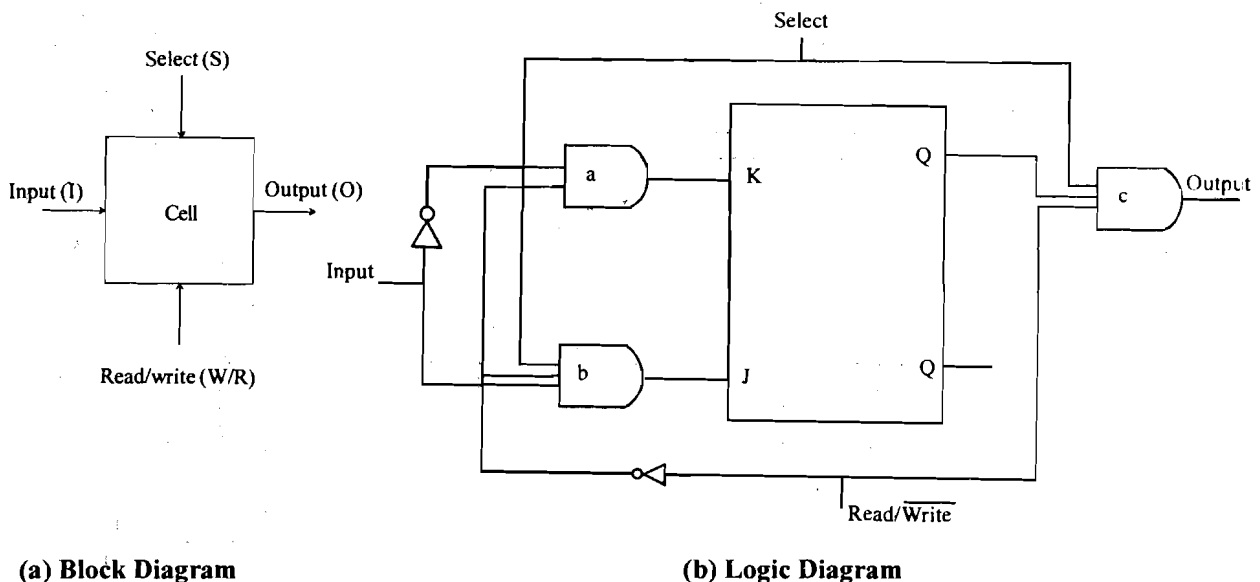 Select (S)
Input (I)
Cell
Output (O)
Read/write (W/R)
(a) Block Diagram
Select
a
K
Q
c
Output
Input
b
J
Q
Read/Write
(b) Logic Diagram